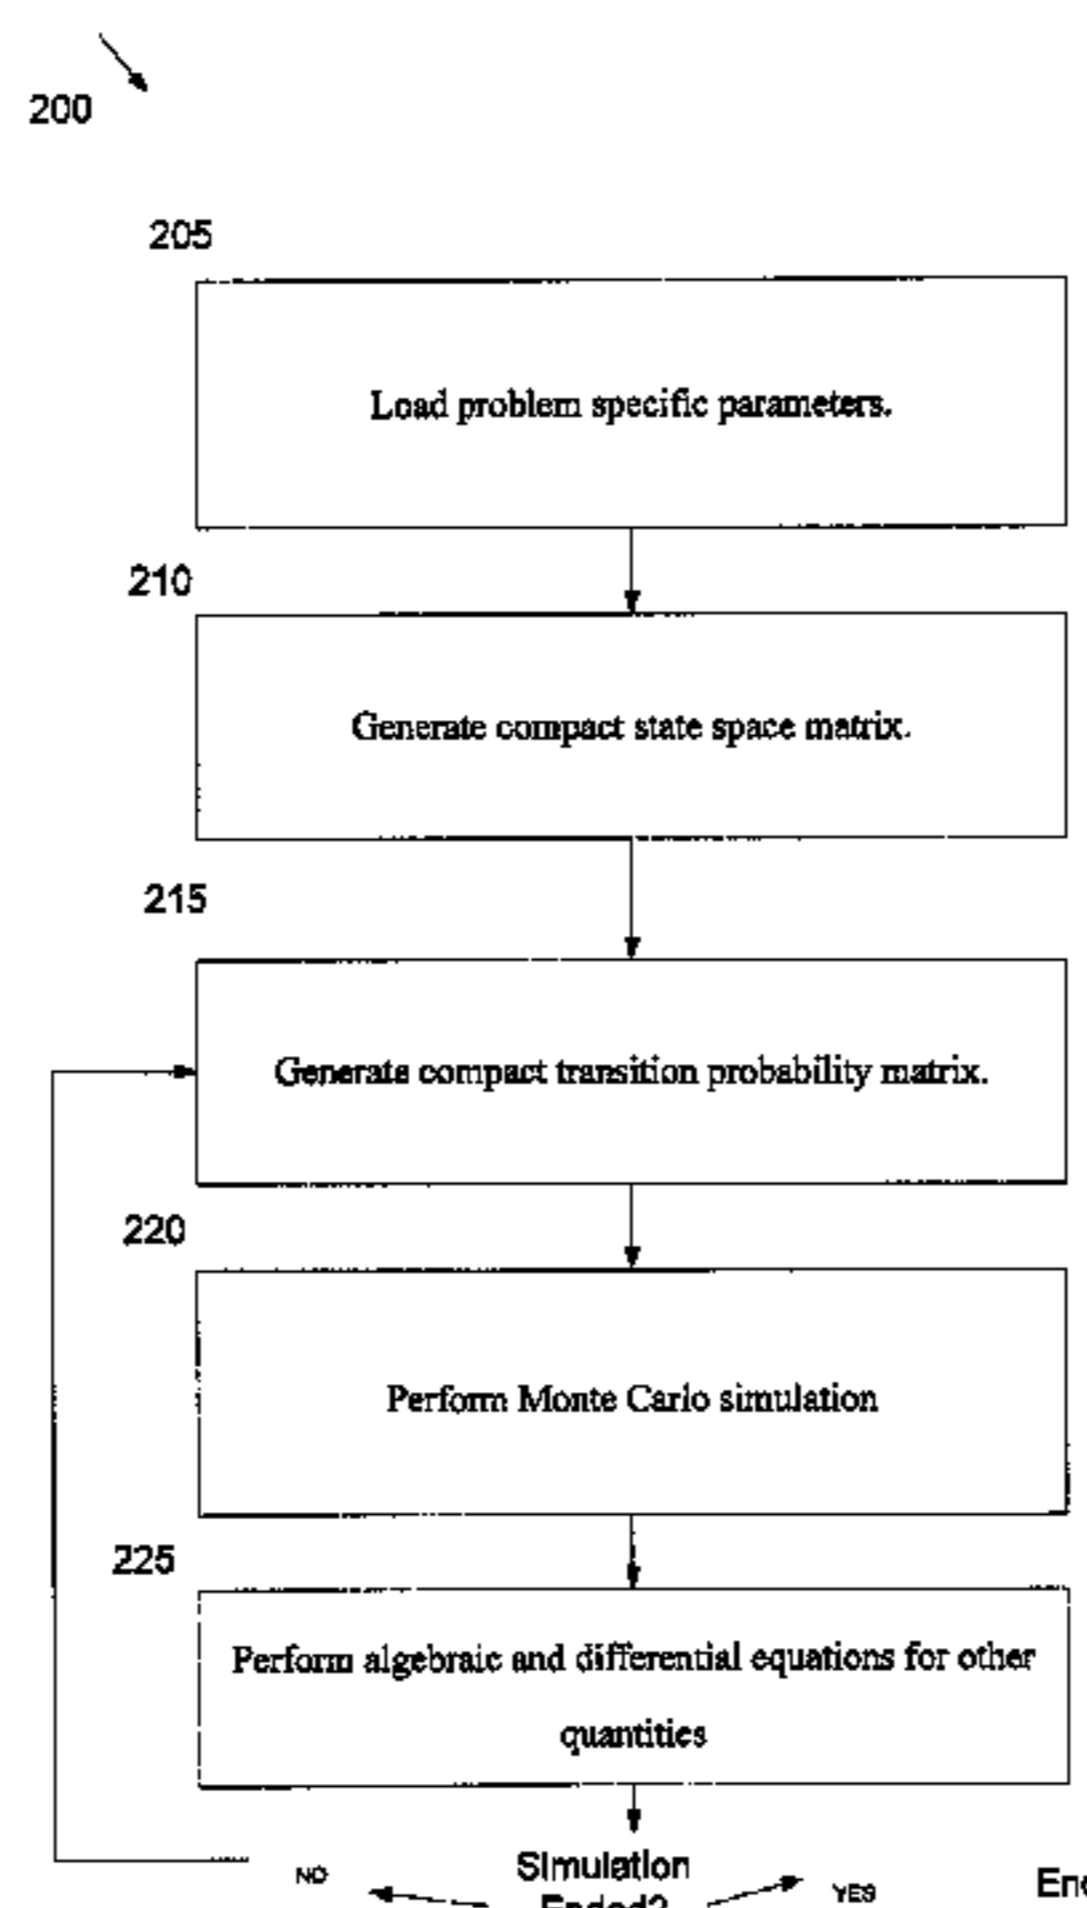 200
205
Load problem specific parameters.
210
Generate compact state space matrix.
215
Generate compact transition probability matrix.
220
Perform Monte Carlo simulation
225
Perform algebraic and differential equations for other
quantities
Simulation
NO
YES
Ended?